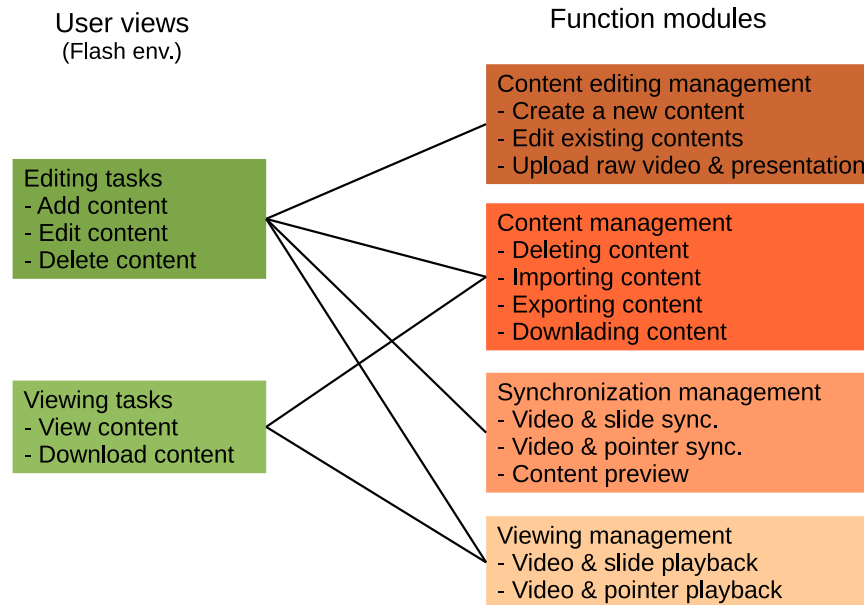 User views
(Flash env.)
Function modules
Editing tasks
- Add content
- Edit content
- Delete content
Viewing tasks
- View content
- Download content
Content editing management
- Create a new content
- Edit existing contents
- Upload raw video & presentation
Content management
- Deleting content
- Importing content
- Exporting content
- Downlading content
Synchronization management
- Video & slide sync.
- Video & pointer sync.
- Content preview
Viewing management
- Video & slide playback
- Video & pointer playback